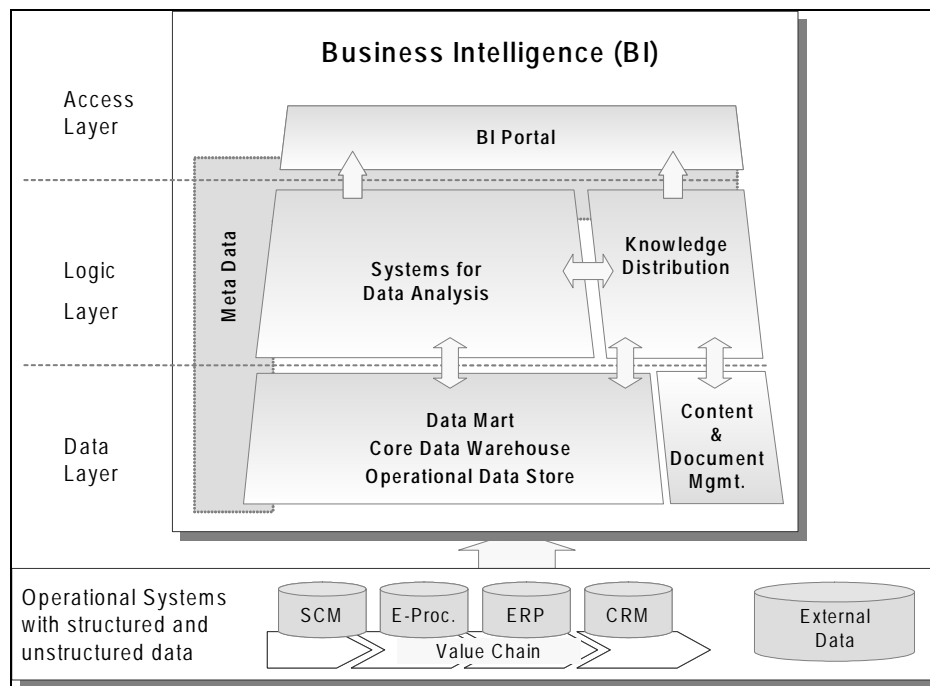 Business Intelligence (BI)
Access
Layer
BI Portal
Logic
Layer
Meta Data
Systems for
Data Analysis
Knowledge
Distribution
Data
Layer
Data Mart
Core Data Warehouse
Operational Data Store
Content
&
Document
Mgmt.
Operational Systems
with structured and
unstructured data
SCM
E-Proc.
ERP
CRM
Value Chain
External
Data